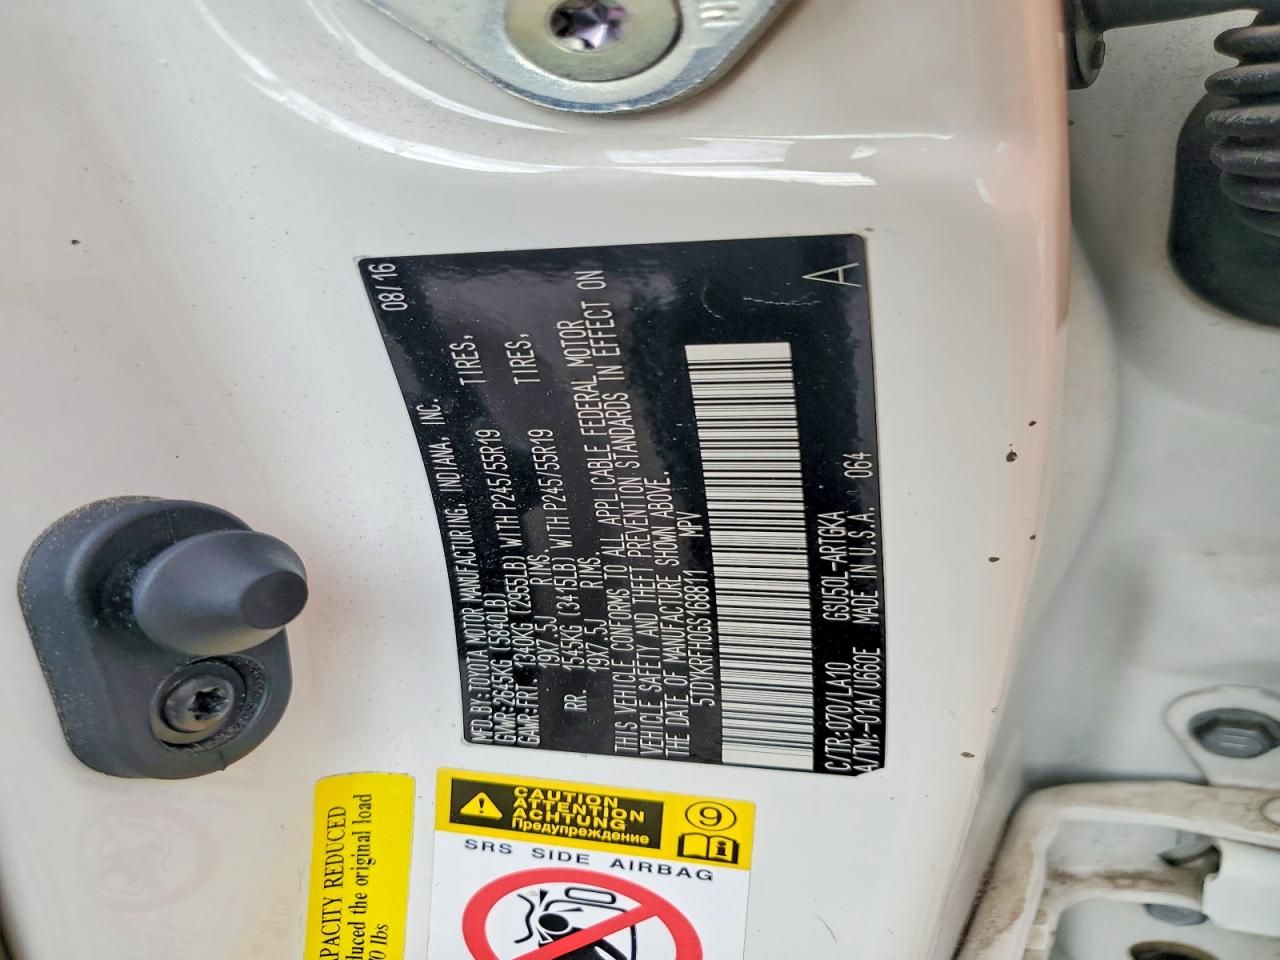 08/16
MFD.BY:TOYOTA MOTOR MANUFACTURING, INDIANA, INC.
GVWR:2645KG (5840LB)
GAWR:FRT. 1340KG (2955LB) WITH P245/55R19 TIRES,
19X7.5J RIMS.
RR. 1545KG (3415LB) WITH P245/55R19 TIRES,
19X7.5J RIMS.
THIS VEHICLE CONFORMS TO ALL APPLICABLE FEDERAL MOTOR
VEHICLE SAFETY AND THEFT PREVENTION STANDARDS IN EFFECT ON
THE DATE OF MANUFACTURE SHOWN ABOVE.
5TDYKRFH0GS168811 MPV
A
C/TR:070/LA10 GSU50L-ARTGKA 064
A/TM:-01A/U660E MADE IN U.S.A.
CAUTION
ATTENTION
ACHTUNG
Предупреждение
9
SRS SIDE AIRBAG
CAPACITY REDUCED
the original load
lbs